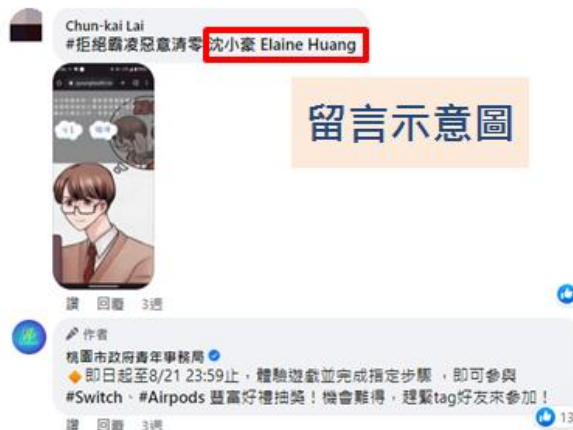 Chun-kai Lai
#拒絕霸凌惡意清零 沈小豪 Elaine Huang
留言示意圖
讚 回覆 3週
作者
桃園市政府青年事務局
🔸即日起至8/21 23:59止，體驗遊戲並完成指定步驟，即可參與
#Switch、#Airpods 豐富好禮抽獎！機會難得，趕緊tag好友來參加！
讚 回覆 3週
13